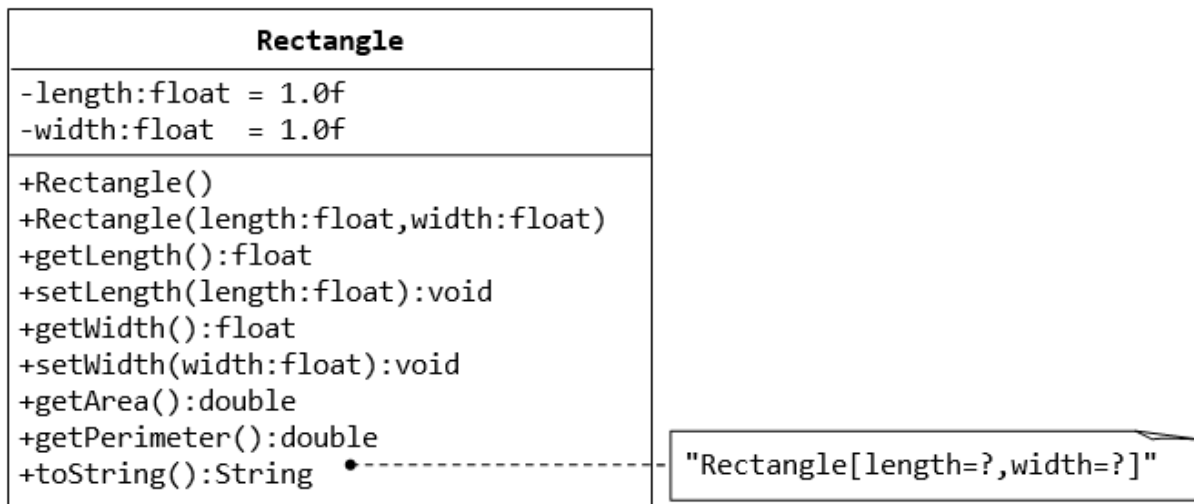 Rectangle
-length:float = 1.0f
-width:float  = 1.0f
+Rectangle()
+Rectangle(length:float,width:float)
+getLength():float
+setLength(length:float):void
+getWidth():float
+setWidth(width:float):void
+getArea():double
+getPerimeter():double
+toString():String
"Rectangle[length=?,width=?]"